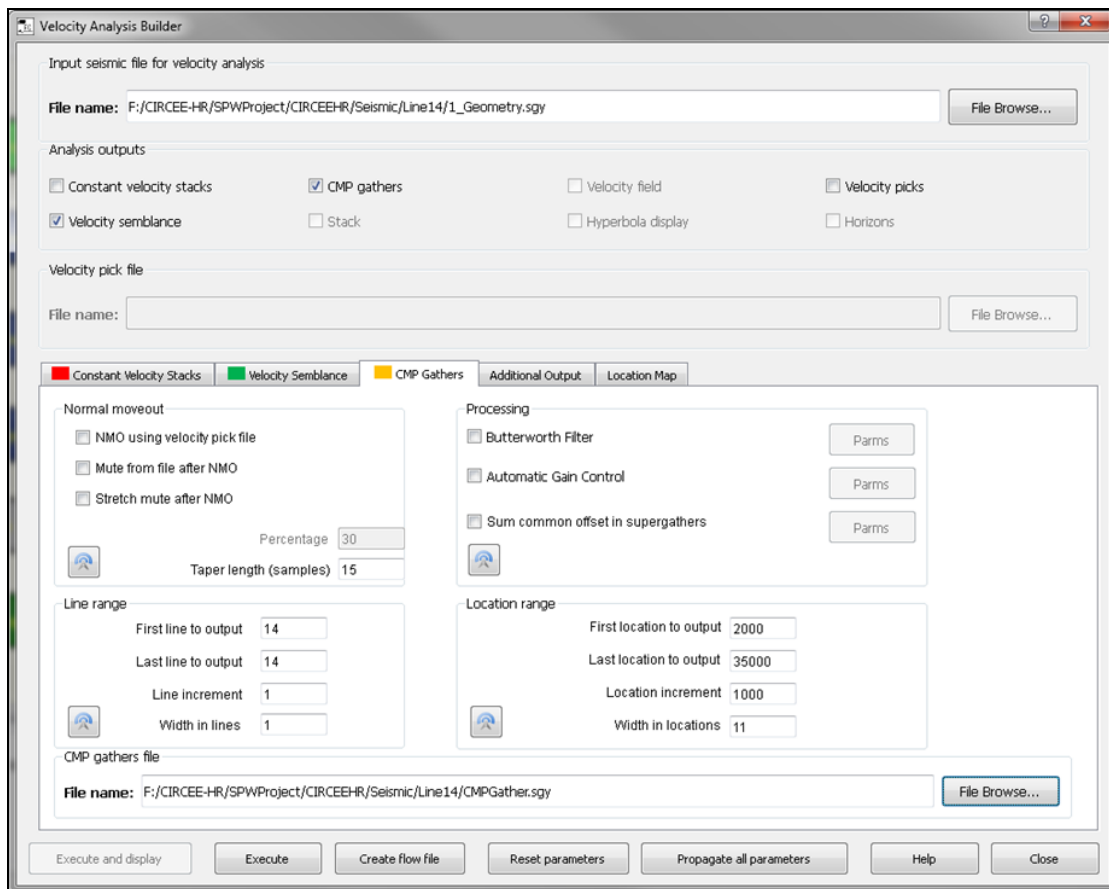 Velocity Analysis Builder
Input seismic file for velocity analysis
File name: F:/CIRCEE-HR/SPWProject/CIRCEEHR/Seismic/Line14/1_Geometry.sgy File Browse...
Analysis outputs
Constant velocity stacks CMP gathers Velocity field Velocity picks
Velocity semblance Stack Hyperbola display Horizons
Velocity pick file
File name: File Browse...
Constant Velocity Stacks Velocity Semblance CMP Gathers Additional Output Location Map
Normal moveout
NMO using velocity pick file
Mute from file after NMO
Stretch mute after NMO
Percentage 30
Taper length (samples) 15
Processing
Butterworth Filter Parms
Automatic Gain Control Parms
Sum common offset in supergathers Parms
Line range
First line to output 14
Last line to output 14
Line increment 1
Width in lines 1
Location range
First location to output 2000
Last location to output 35000
Location increment 1000
Width in locations 11
CMP gathers file
File name: F:/CIRCEE-HR/SPWProject/CIRCEEHR/Seismic/Line14/CMPGather.sgy File Browse...
Execute and display Execute Create flow file Reset parameters Propagate all parameters Help Close